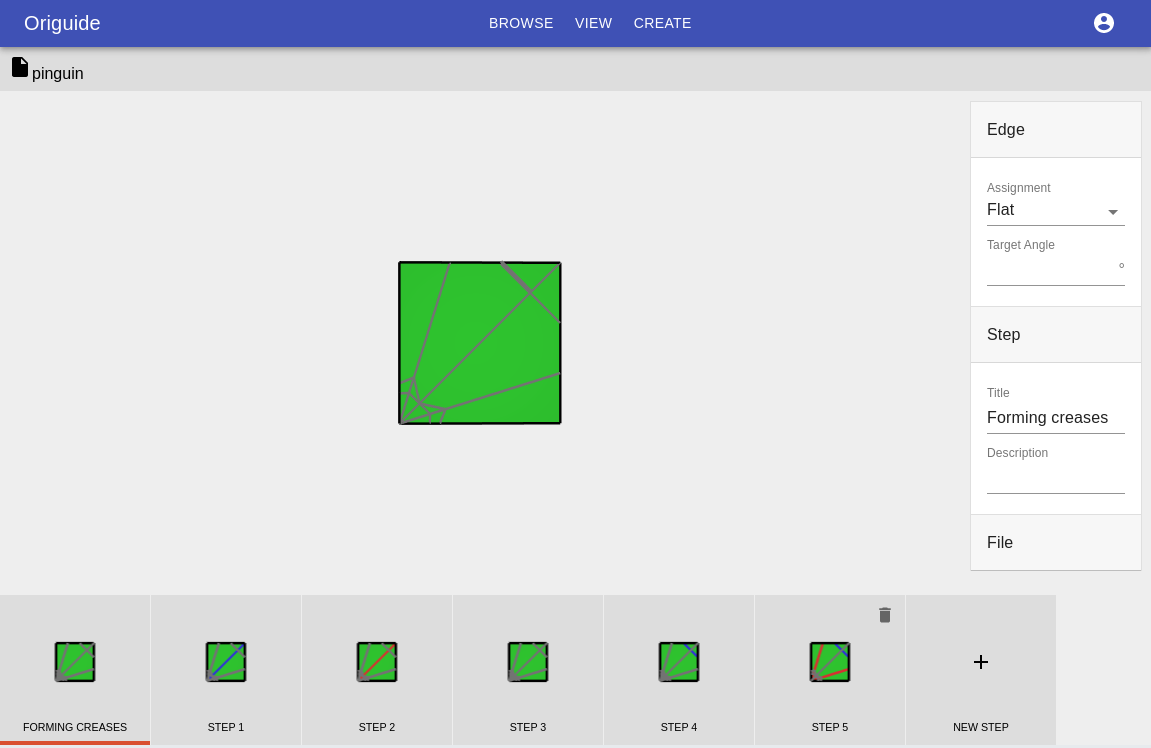 Origuide
BROWSE VIEW CREATE
pinguin
Edge
Assignment
Flat
Target Angle
°
Step
Title
Forming creases
Description
File
FORMING CREASES STEP 1 STEP 2 STEP 3 STEP 4 STEP 5 NEW STEP